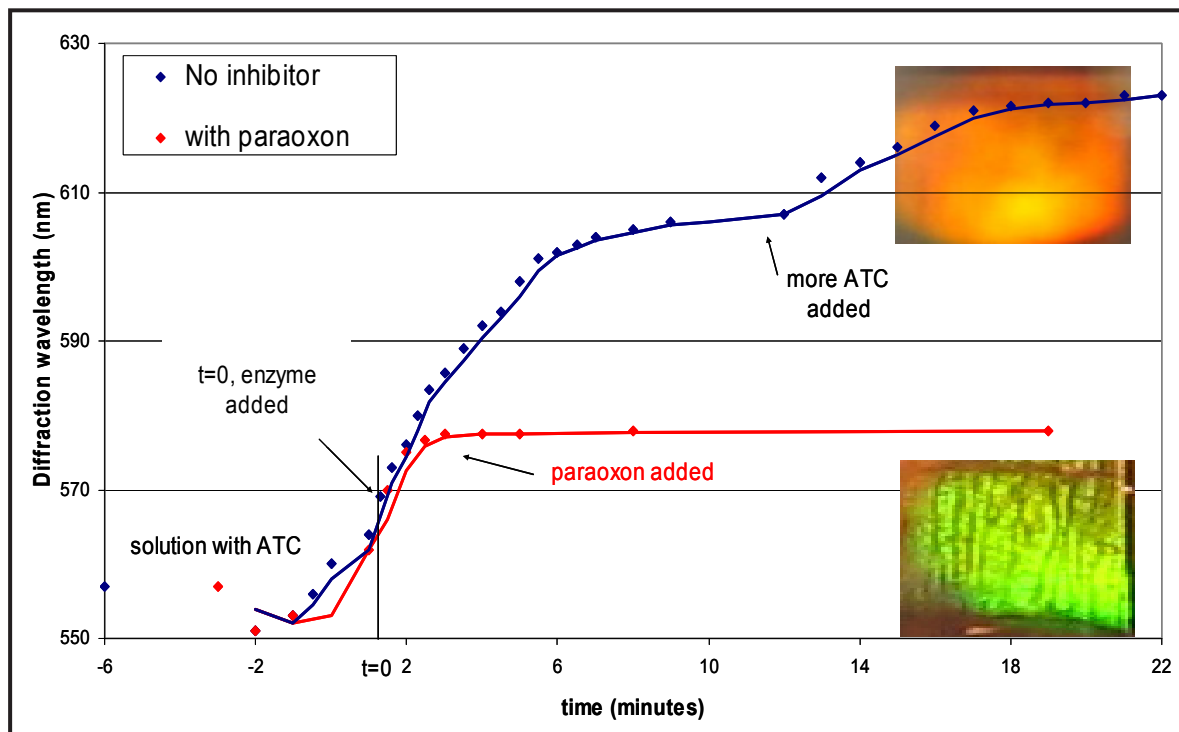 630
No inhibitor
with paraoxon
610
Diffraction wavelength (nm)
more ATC
added
590
t=0, enzyme
added
paraoxon added
570
solution with ATC
550
-6
-2
t=0
2
6
10
14
18
22
time (minutes)